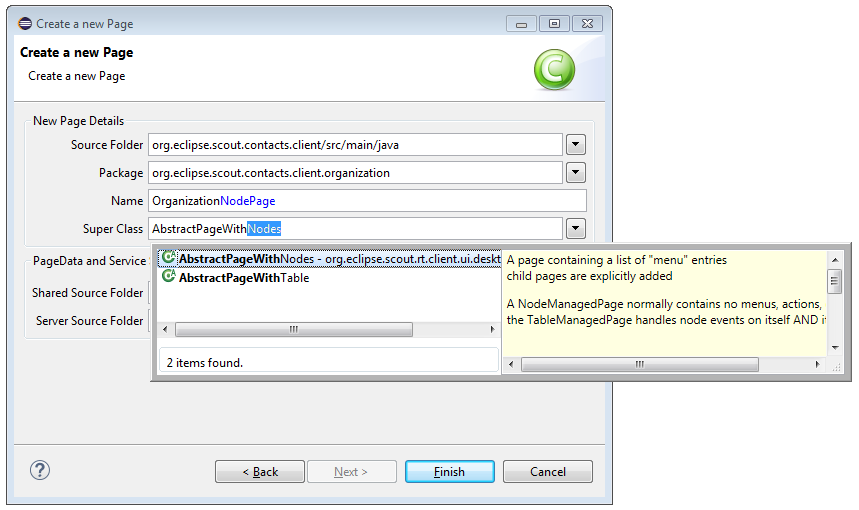 Create a new Page
Create a new Page
Create a new Page
New Page Details
Source Folder org.eclipse.scout.contacts.client/src/main/java
Package org.eclipse.scout.contacts.client.organization
Name OrganizationNodePage
Super Class AbstractPageWithNodes
PageData and Service
Shared Source Folder
Server Source Folder
AbstractPageWithNodes - org.eclipse.scout.rt.client.ui.deskt
AbstractPageWithTable
2 items found.
A page containing a list of "menu" entries
child pages are explicitly added
A NodeManagedPage normally contains no menus, actions,
the TableManagedPage handles node events on itself AND
< Back
Next >
Finish
Cancel